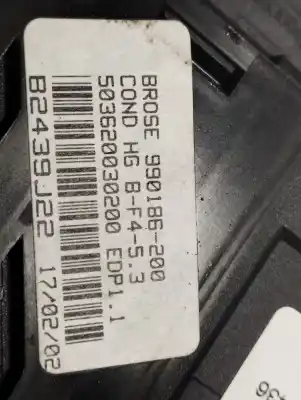 BROSE 990186-200
COND HG B-F4-5.3
503620030200 EDP1.1
B2439J22 17/02/02